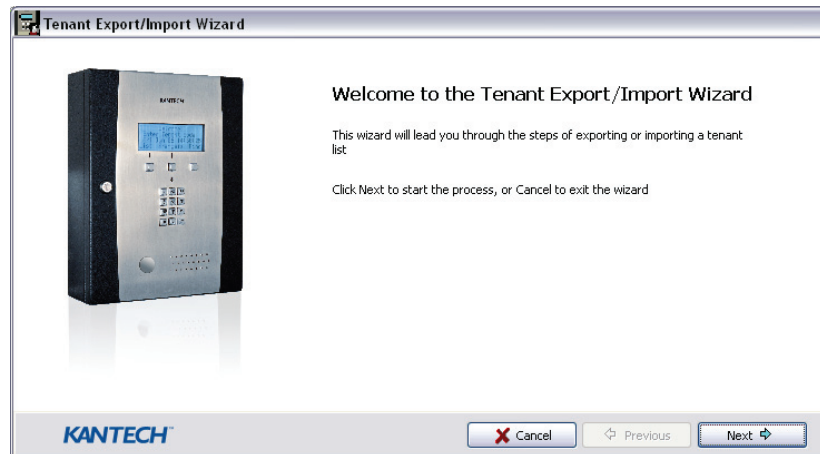 Tenant Export/Import Wizard
KANTECH
Welcome to the Tenant Export/Import Wizard
This wizard will lead you through the steps of exporting or importing a tenant
list
Click Next to start the process, or Cancel to exit the wizard
KANTECH
Cancel
Previous
Next